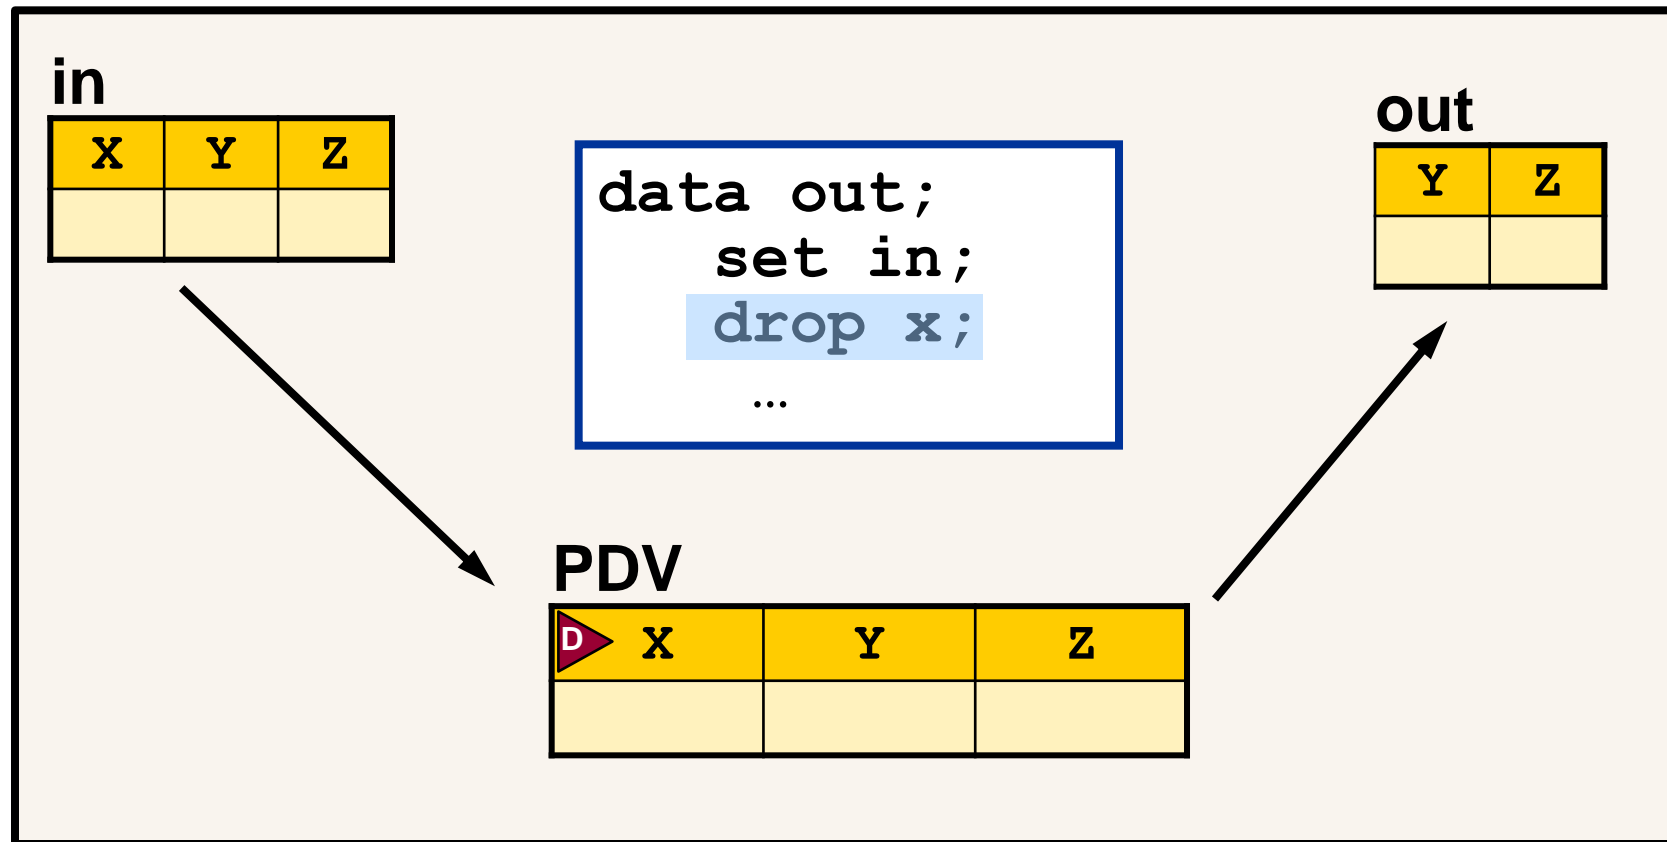 in
X Y Z
data out;
set in;
drop x;
...
out
Y Z
PDV
D X Y Z